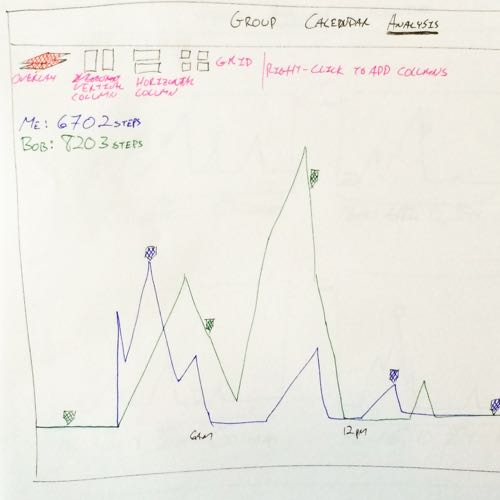 GROUP CALENDAR ANALYSIS
OVERLAY
VERTICAL
COLUMN
HORIZONTAL
COLUMN
GRID
RIGHT-CLICK TO ADD COLUMNS
ME: 6702 STEPS
BOB: 8203 STEPS
6AM
12PM